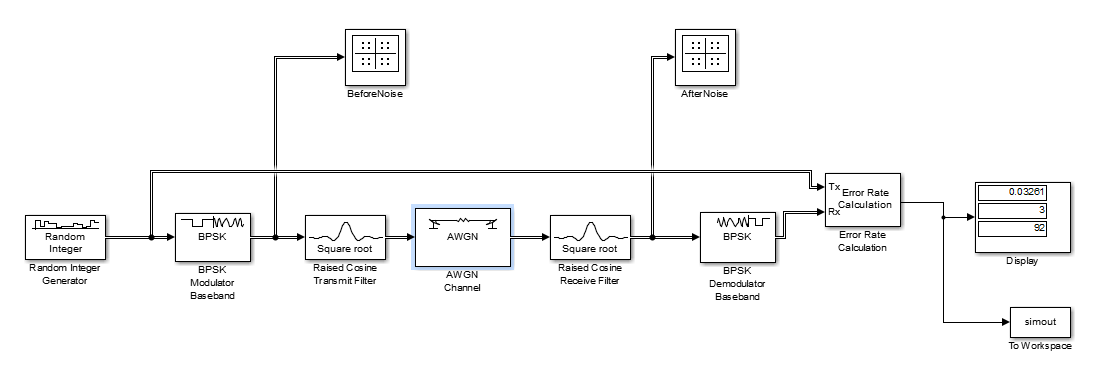 BeforeNoise
AfterNoise
Tx
Rx
Error Rate
Calculation
Error Rate
Calculation
0.03261
3
92
Display
Random
Integer
Random Integer
Generator
BPSK
BPSK
Modulator
Baseband
Square root
Raised Cosine
Transmit Filter
AWGN
AWGN
Channel
Square root
Raised Cosine
Receive Filter
BPSK
BPSK
Demodulator
Baseband
simout
To Workspace